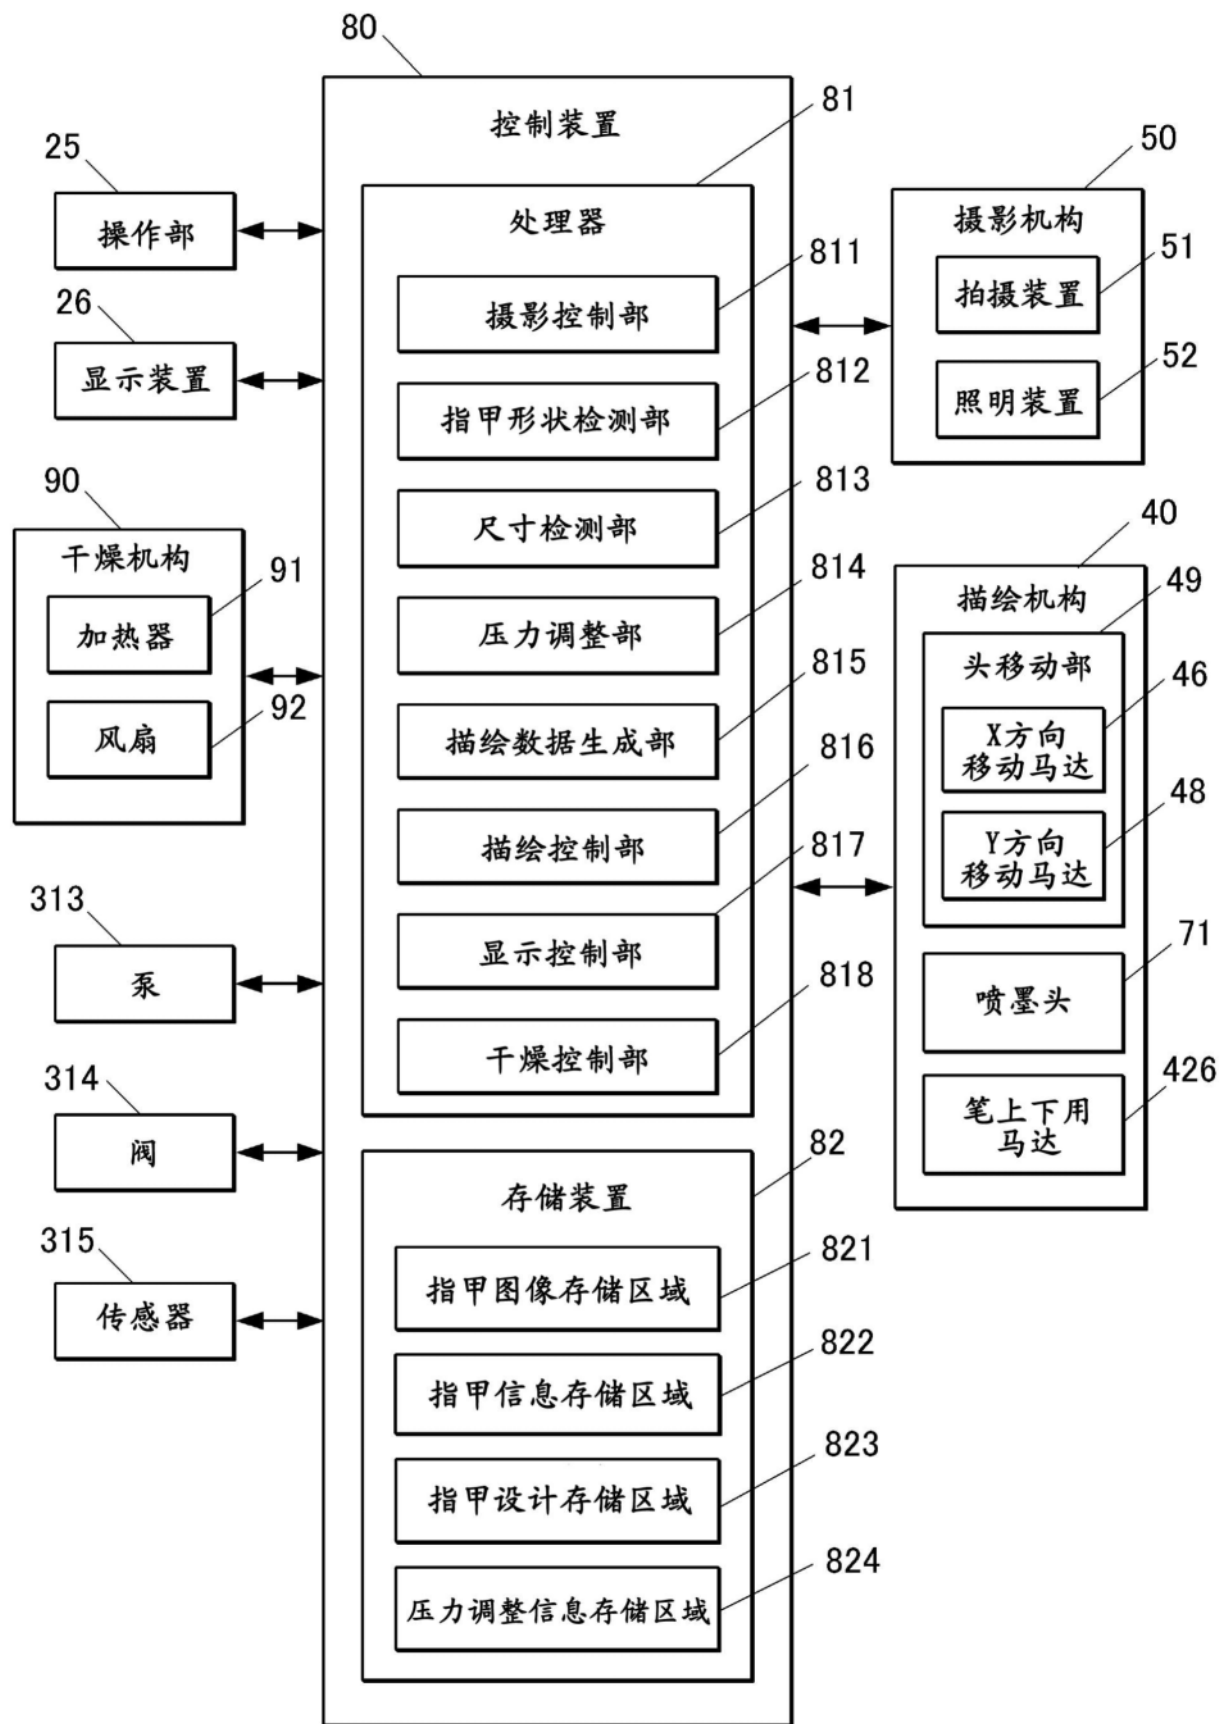 80
控制装置
81
处理器
811
摄影控制部
812
指甲形状检测部
813
尺寸检测部
814
压力调整部
815
描绘数据生成部
816
描绘控制部
817
显示控制部
818
干燥控制部
82
存储装置
821
指甲图像存储区域
822
指甲信息存储区域
823
指甲设计存储区域
824
压力调整信息存储区域
25
操作部
26
显示装置
90
干燥机构
91
加热器
92
风扇
313
泵
314
阀
315
传感器
50
摄影机构
51
拍摄装置
52
照明装置
40
描绘机构
49
头移动部
46
X方向
移动马达
48
Y方向
移动马达
71
喷墨头
426
笔上下用
马达